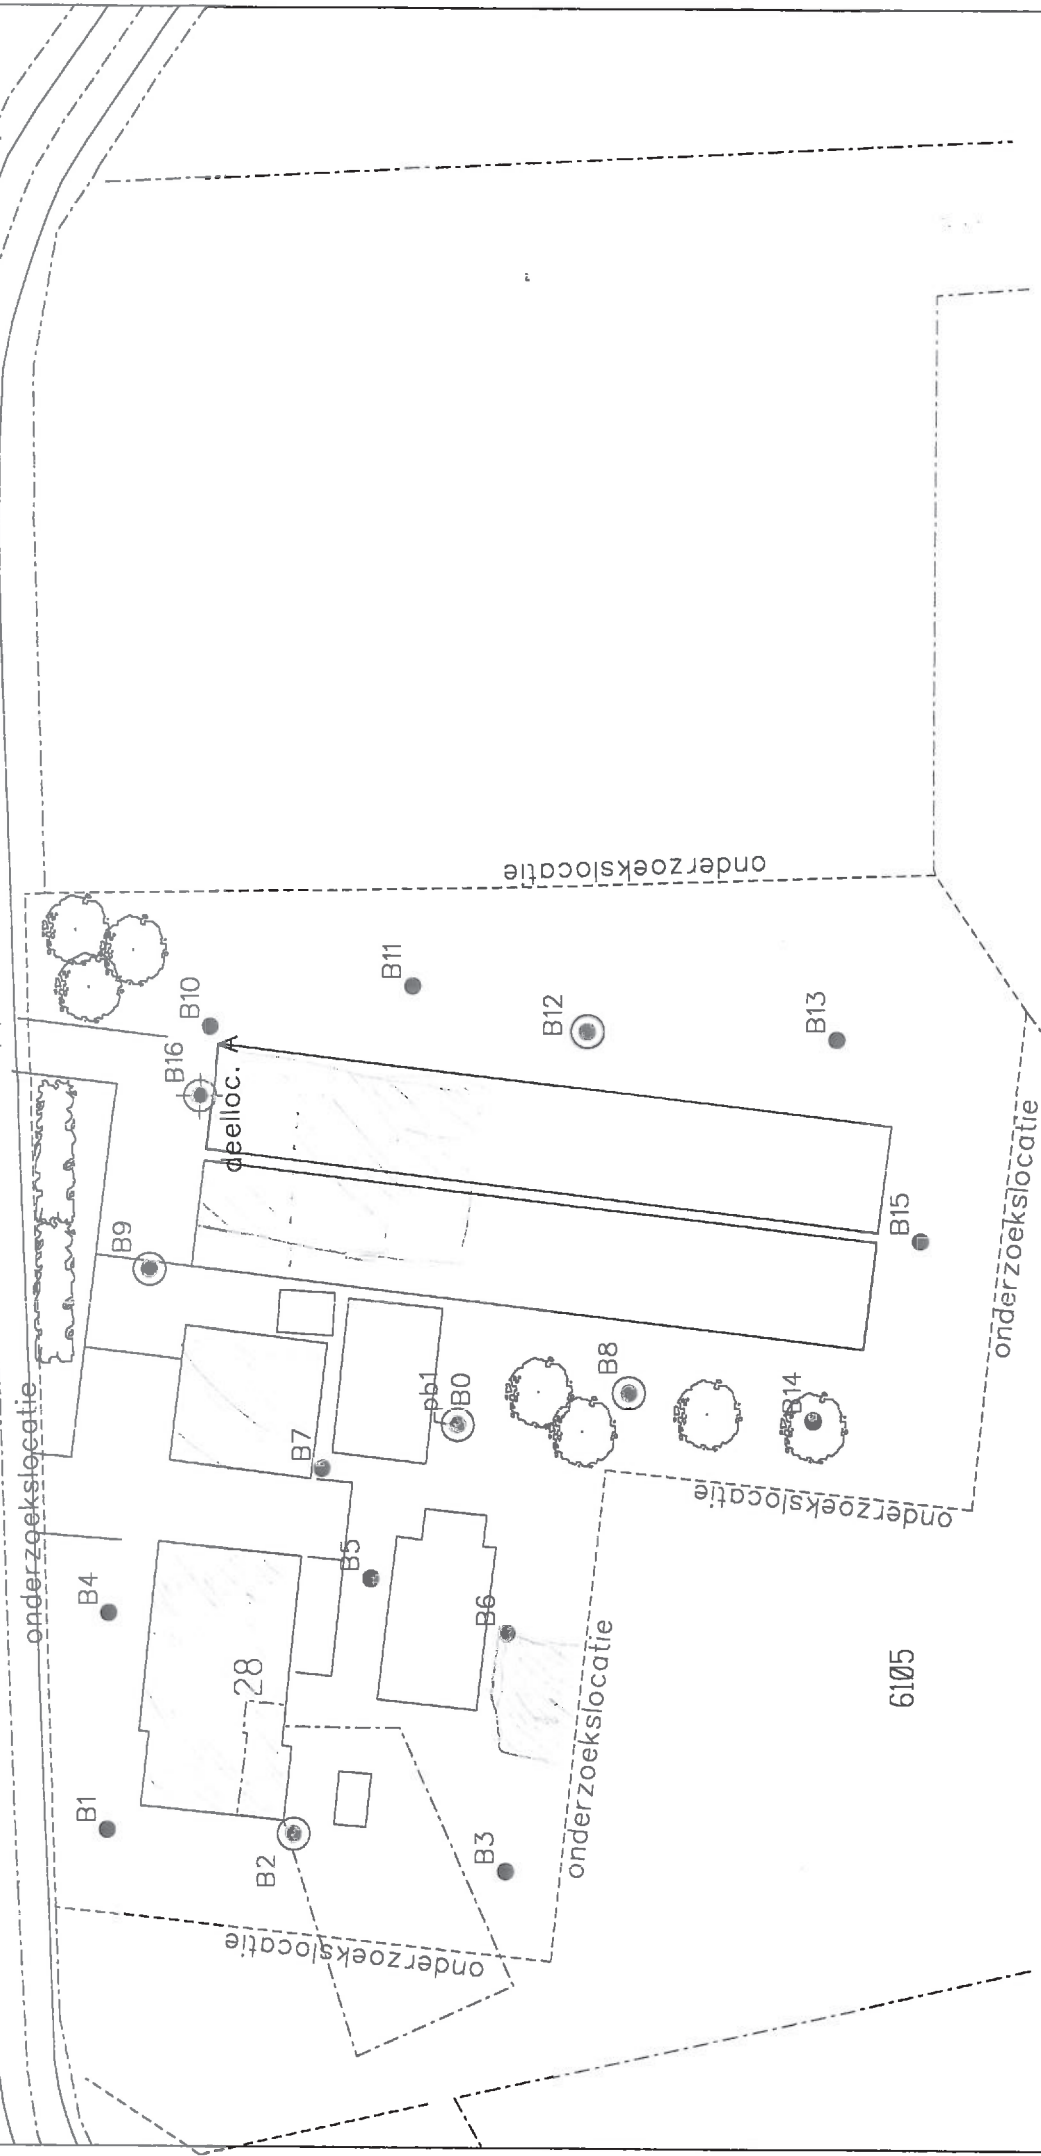 onderzoekslocatie
B1
B4
B9
B16
B10
B2
28
B7
deelloc. A
B11
B5
pb1
B0
B3
B6
B8
B12
onderzoekslocatie
onderzoekslocatie
onderzoekslocatie
onderzoekslocatie
B14
B15
B13
6105
onderzoekslocatie